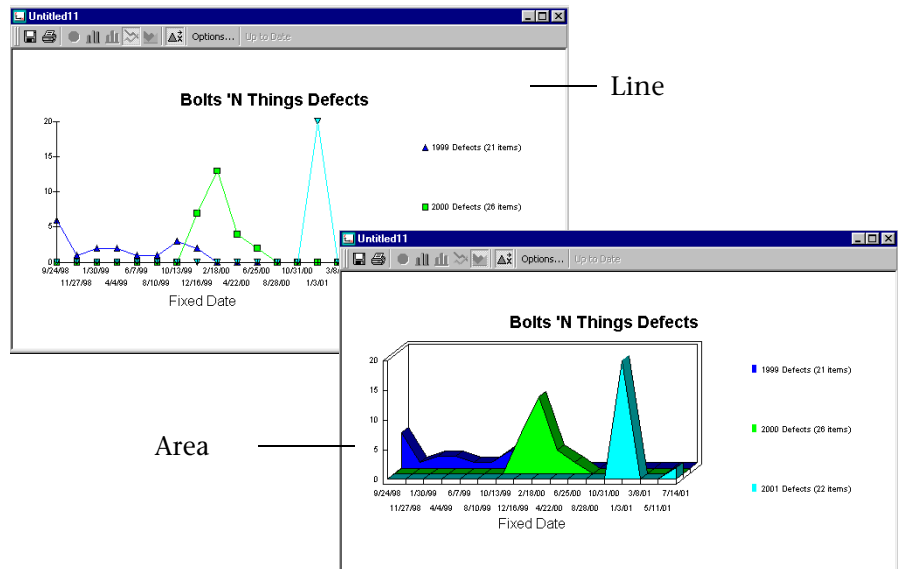 Untitled11
Options... Up to Date
Line
Bolts 'N Things Defects
20
15
10
5
0
1999 Defects (21 items)
2000 Defects (26 items)
9/24/98 1/30/99 6/7/99 10/13/99 2/18/00 6/25/00 10/31/00 3/8/
11/27/98 4/4/99 8/10/99 12/16/99 4/22/00 8/28/00 1/3/01
Fixed Date
Untitled11
Options... Up to Date
Area
Bolts 'N Things Defects
20
15
10
5
0
1999 Defects (21 items)
2000 Defects (26 items)
2001 Defects (22 items)
9/24/98 1/30/99 6/7/99 10/13/99 2/18/00 6/25/00 10/31/00 3/8/01 7/14/01
11/27/98 4/4/99 8/10/99 12/16/99 4/22/00 8/28/00 1/3/01 5/11/01
Fixed Date